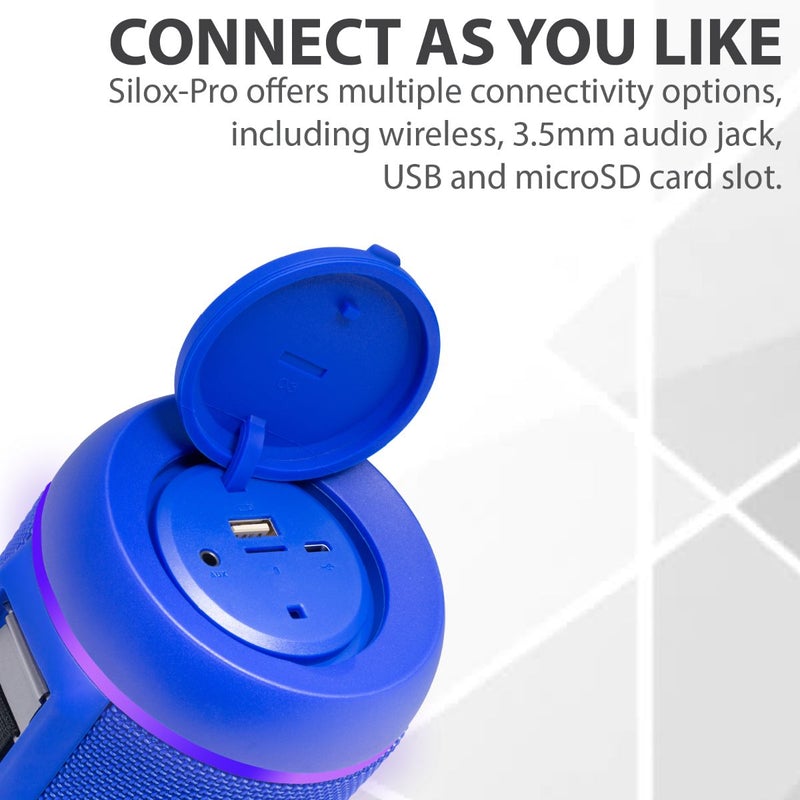 CONNECT AS YOU LIKE
Silox-Pro offers multiple connectivity options,
including wireless, 3.5mm audio jack,
USB and microSD card slot.
AUX